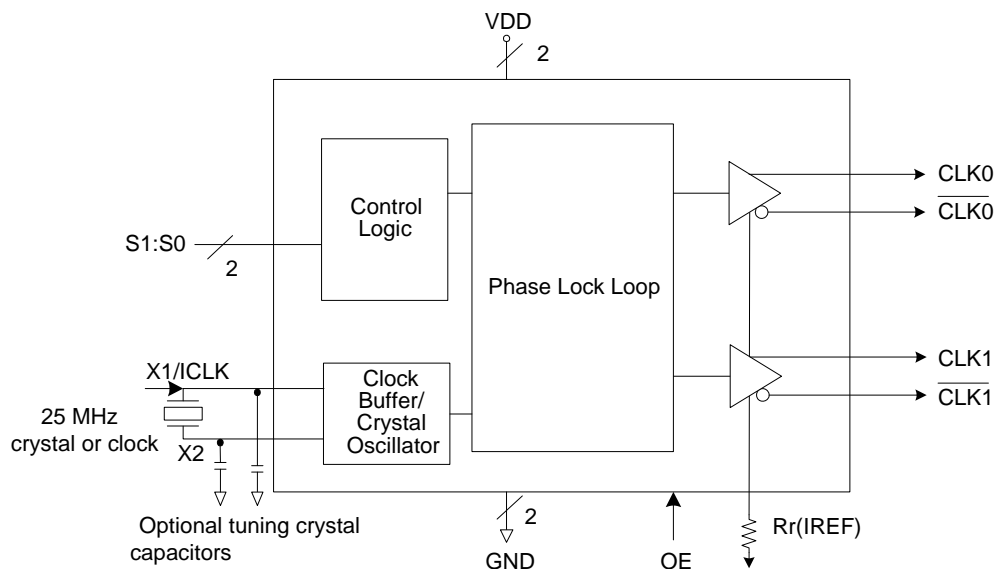 VDD
2
CLK0
CLK0
Control
Logic
S1:S0
2
Phase Lock Loop
X1/ICLK
Clock
Buffer/
Crystal
Oscillator
CLK1
CLK1
25 MHz
crystal or clock
X2
Optional tuning crystal
capacitors
2
GND
OE
Rr(IREF)